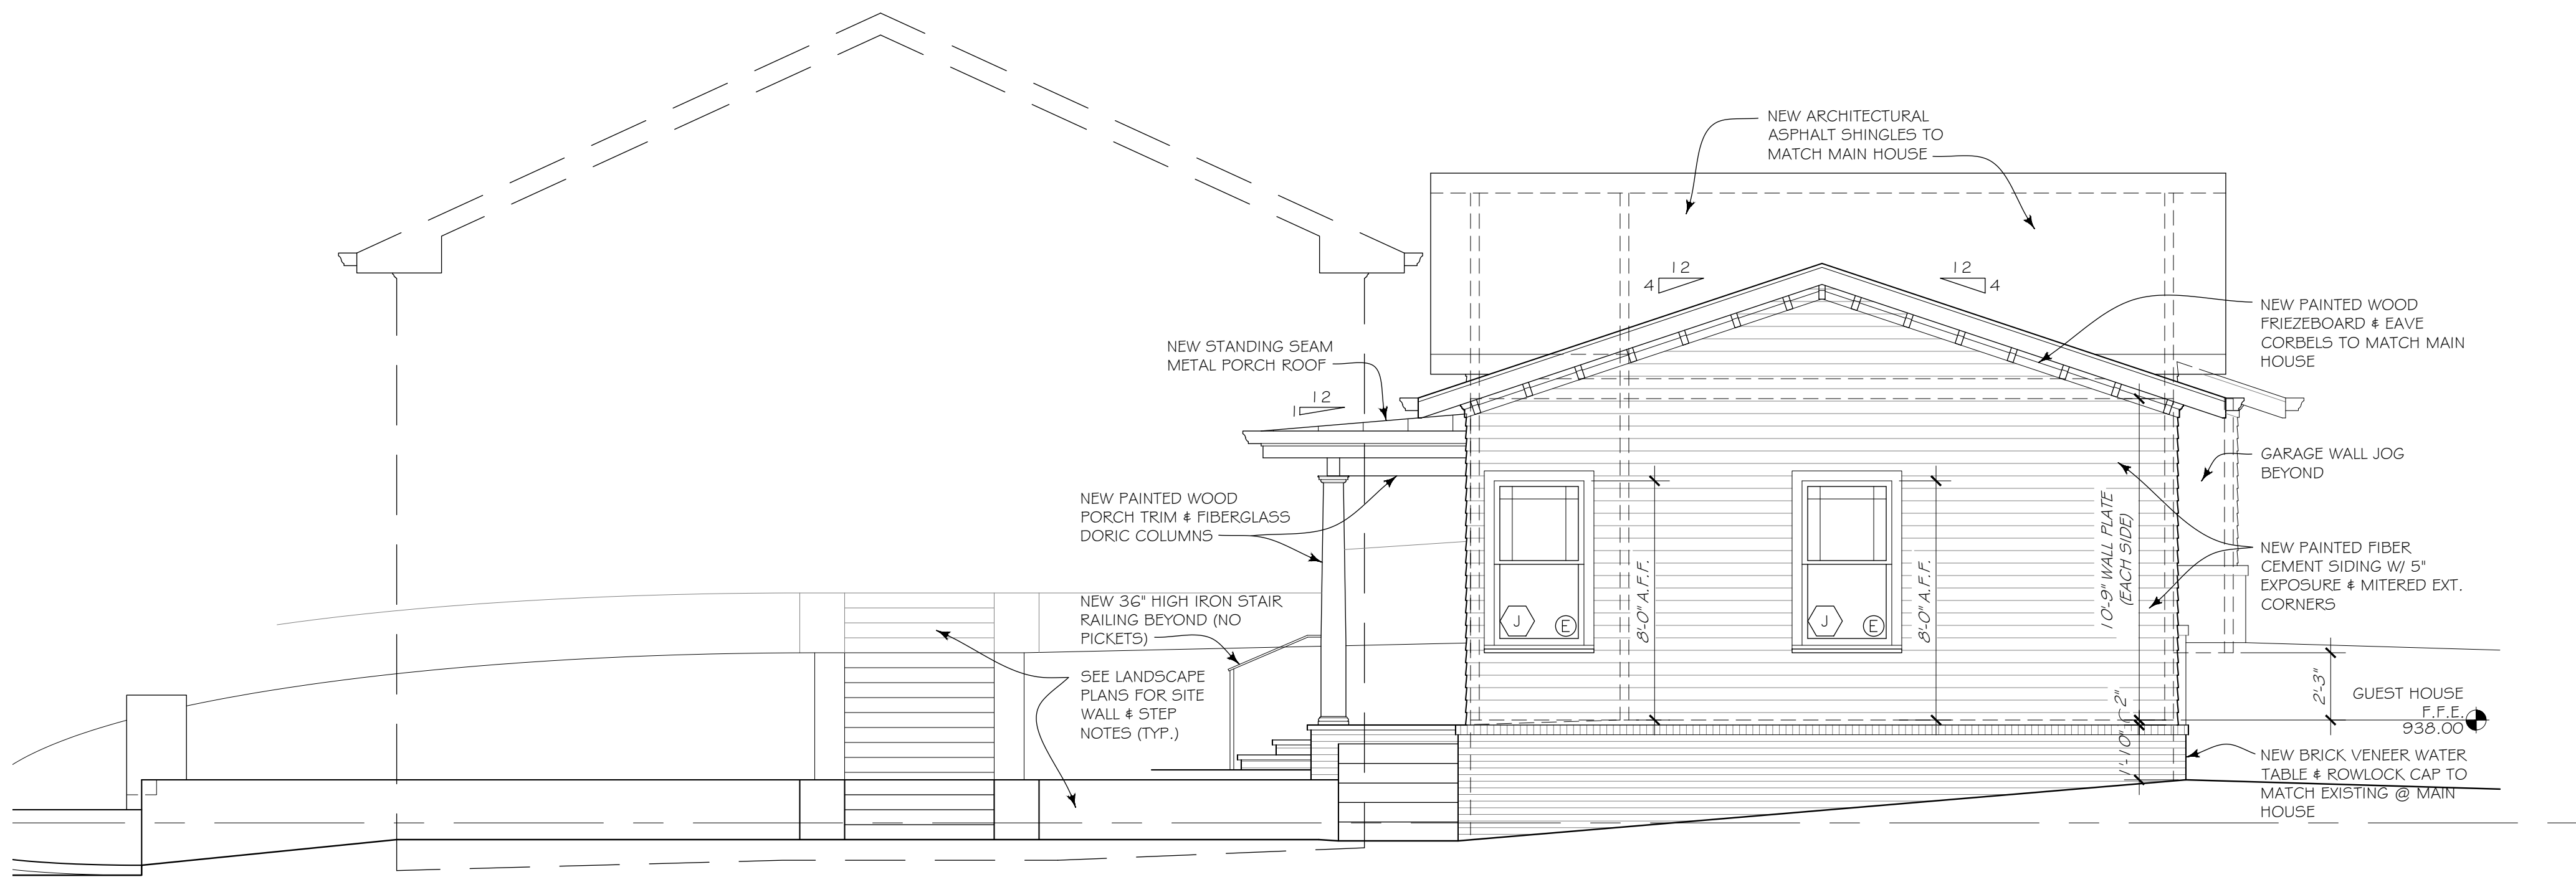 NEW ARCHITECTURAL
ASPHALT SHINGLES TO
MATCH MAIN HOUSE
12
4
12
4
NEW PAINTED WOOD
FRIEZEBOARD & EAVE
CORBELS TO MATCH MAIN
HOUSE
NEW STANDING SEAM
METAL PORCH ROOF
12
1
GARAGE WALL JOG
BEYOND
NEW PAINTED WOOD
PORCH TRIM & FIBERGLASS
DORIC COLUMNS
10'-9" WALL PLATE
(EACH SIDE)
NEW PAINTED FIBER
CEMENT SIDING W/ 5"
EXPOSURE & MITERED EXT.
CORNERS
NEW 36" HIGH IRON STAIR
RAILING BEYOND (NO
PICKETS)
J
E
8'-0" A.F.F.
J
E
8'-0" A.F.F.
SEE LANDSCAPE
PLANS FOR SITE
WALL & STEP
NOTES (TYP.)
2'-3"
GUEST HOUSE
F.F.E.
938.00
2"
1'-10"
NEW BRICK VENEER WATER
TABLE & ROWLOCK CAP TO
MATCH EXISTING @ MAIN
HOUSE